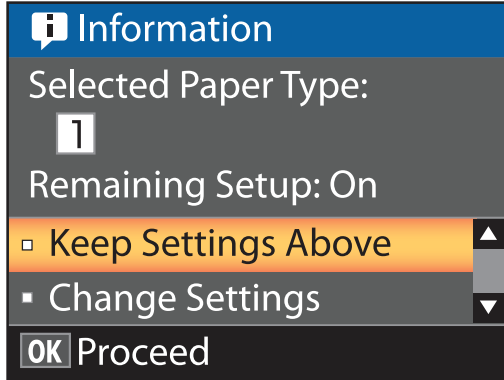 Information
Selected Paper Type:
1
Remaining Setup: On
Keep Settings Above
Change Settings
OK Proceed